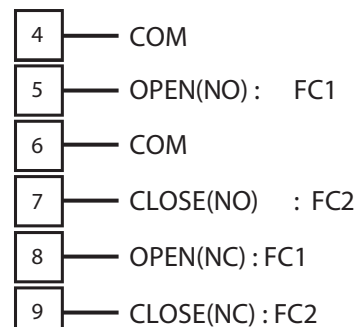 4 COM
5 OPEN(NO) : FC1
6 COM
7 CLOSE(NO) : FC2
8 OPEN(NC) : FC1
9 CLOSE(NC) : FC2